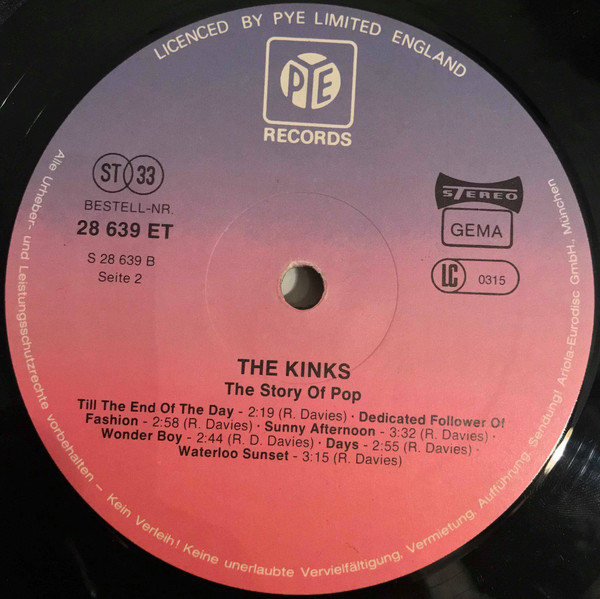 LICENCED BY PYE LIMITED ENGLAND
PYE
RECORDS
ST 33
BESTELL-NR.
28 639 ET
S 28 639 B
Seite 2
STEREO
GEMA
LC 0315
THE KINKS
The Story Of Pop
Till The End Of The Day - 2:19 (R. Davies) · Dedicated Follower Of
Fashion - 2:58 (R. Davies) · Sunny Afternoon - 3:32 (R. Davies) ·
Wonder Boy - 2:44 (R. D. Davies) · Days - 2:55 (R. Davies) ·
Waterloo Sunset - 3:15 (R. Davies)
Alle Urheber- und Leistungsschutzrechte vorbehalten – Kein Verleih! Keine unerlaubte Vervielfältigung, Vermietung, Aufführung, Sendung! Ariola-Eurodisc GmbH., München